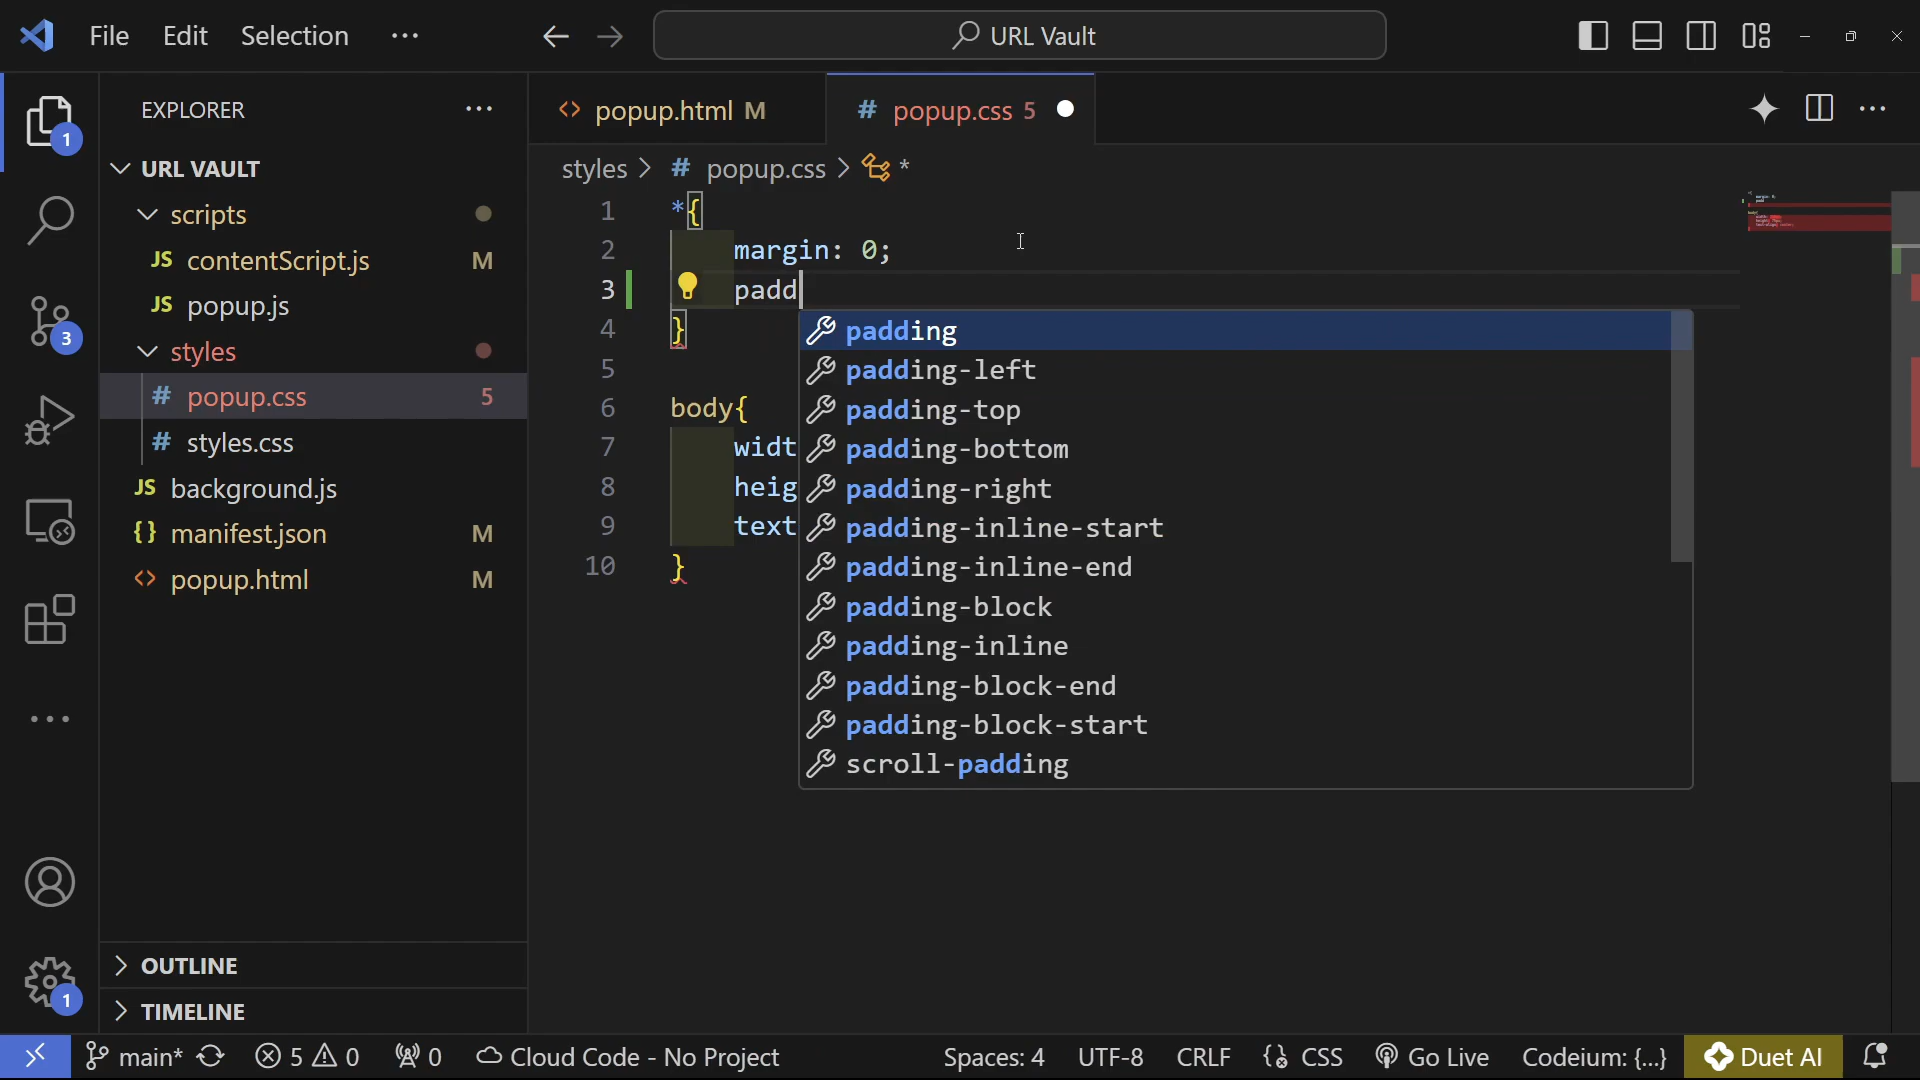 File Edit Selection ···
URL Vault
EXPLORER ···
popup.html M
# popup.css 5
styles > # popup.css > *
URL VAULT
scripts
JS contentScript.js M
JS popup.js
styles
# popup.css 5
# styles.css
JS background.js
{} manifest.json M
<> popup.html M
OUTLINE
TIMELINE
1
3
1
1 *{
2 margin: 0;
3 padd
4 }
5
6 body{
7 widt
8 heig
9 text
10 }
padding
padding-left
padding-top
padding-bottom
padding-right
padding-inline-start
padding-inline-end
padding-block
padding-inline
padding-block-end
padding-block-start
scroll-padding
main* 5 0 0 Cloud Code - No Project Spaces: 4 UTF-8 CRLF CSS Go Live Codeium: {...} Duet AI